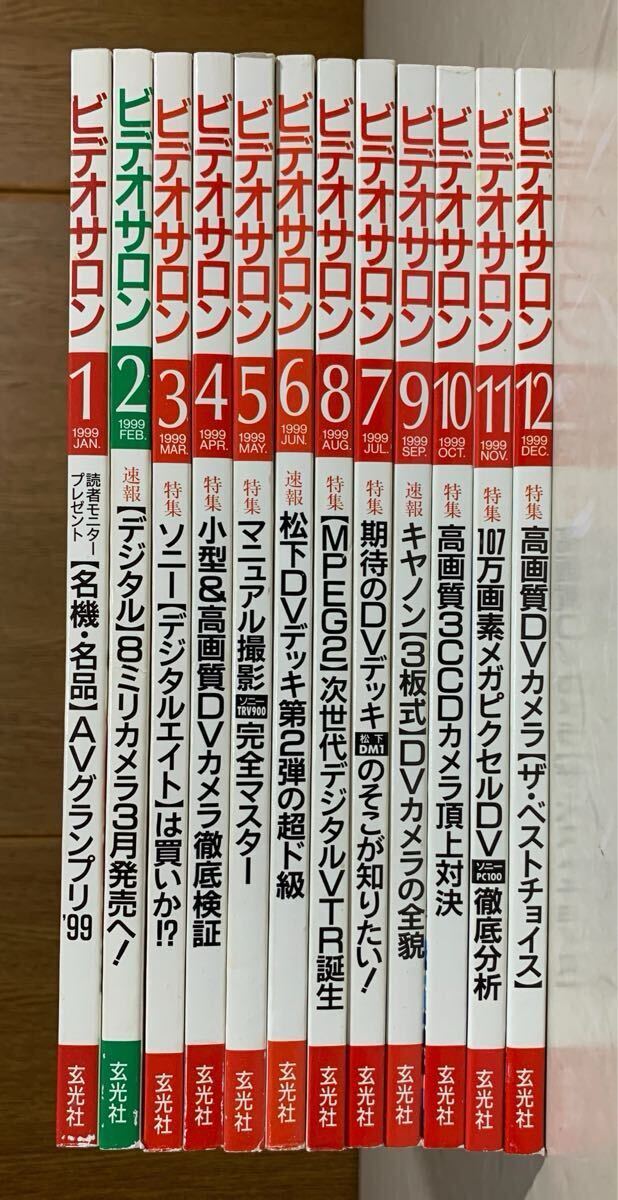 ビデオサロン
1
1999
JAN.
読者モニター
プレゼント
【名機・名品】AVグランプリ'99
玄光社
ビデオサロン
2
1999
FEB.
速報
【デジタル】8ミリカメラ3月発売へ!
玄光社
ビデオサロン
3
1999
MAR.
特集
ソニー【デジタルエイト】は買いか!?
玄光社
ビデオサロン
4
1999
APR.
特集
小型&高画質DVカメラ徹底検証
玄光社
ビデオサロン
5
1999
MAY.
特集
マニュアル撮影 ソニー TRV900 完全マスター
玄光社
ビデオサロン
6
1999
JUN.
速報
松下DVデッキ第2弾の超ド級
玄光社
ビデオサロン
8
1999
AUG.
特集
【MPEG2】次世代デジタルVTR誕生
玄光社
ビデオサロン
7
1999
JUL.
特集
期待のDVデッキ 松下 DM1 のそこが知りたい!
玄光社
ビデオサロン
9
1999
SEP.
速報
キヤノン【3板式】DVカメラの全貌
玄光社
ビデオサロン
10
1999
OCT.
特集
高画質3CCDカメラ頂上対決
玄光社
ビデオサロン
11
1999
NOV.
特集
107万画素メガピクセルDV ソニー PC100 徹底分析
玄光社
ビデオサロン
12
1999
DEC.
特集
高画質DVカメラ【ザ・ベストチョイス】
玄光社